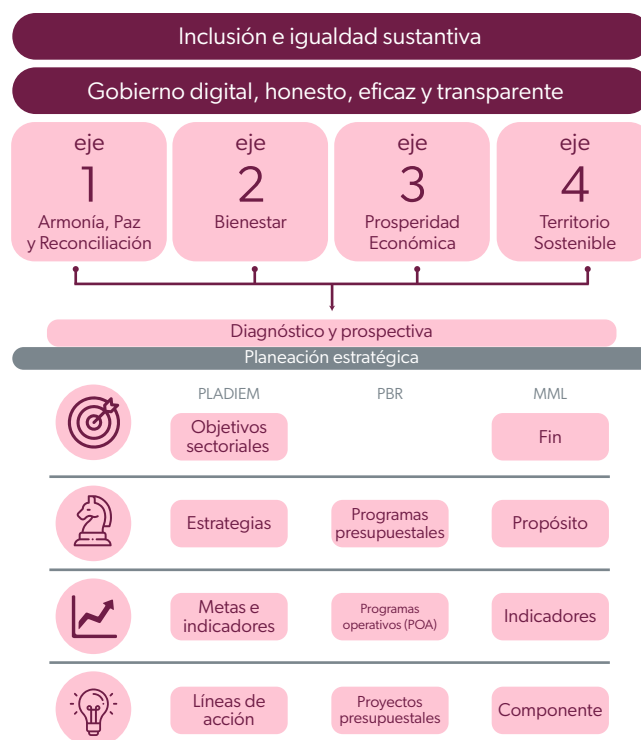 Inclusión e igualdad sustantiva
Gobierno digital, honesto, eficaz y transparente
eje
1
Armonía, Paz
y Reconciliación
eje
2
Bienestar
eje
3
Prosperidad
Económica
eje
4
Territorio
Sostenible
Diagnóstico y prospectiva
Planeación estratégica
PLADIEM
PBR
MML
Objetivos
sectoriales
Fin
Estrategias
Programas
presupuestales
Propósito
Metas e
indicadores
Programas
operativos (POA)
Indicadores
Líneas de
acción
Proyectos
presupuestales
Componente